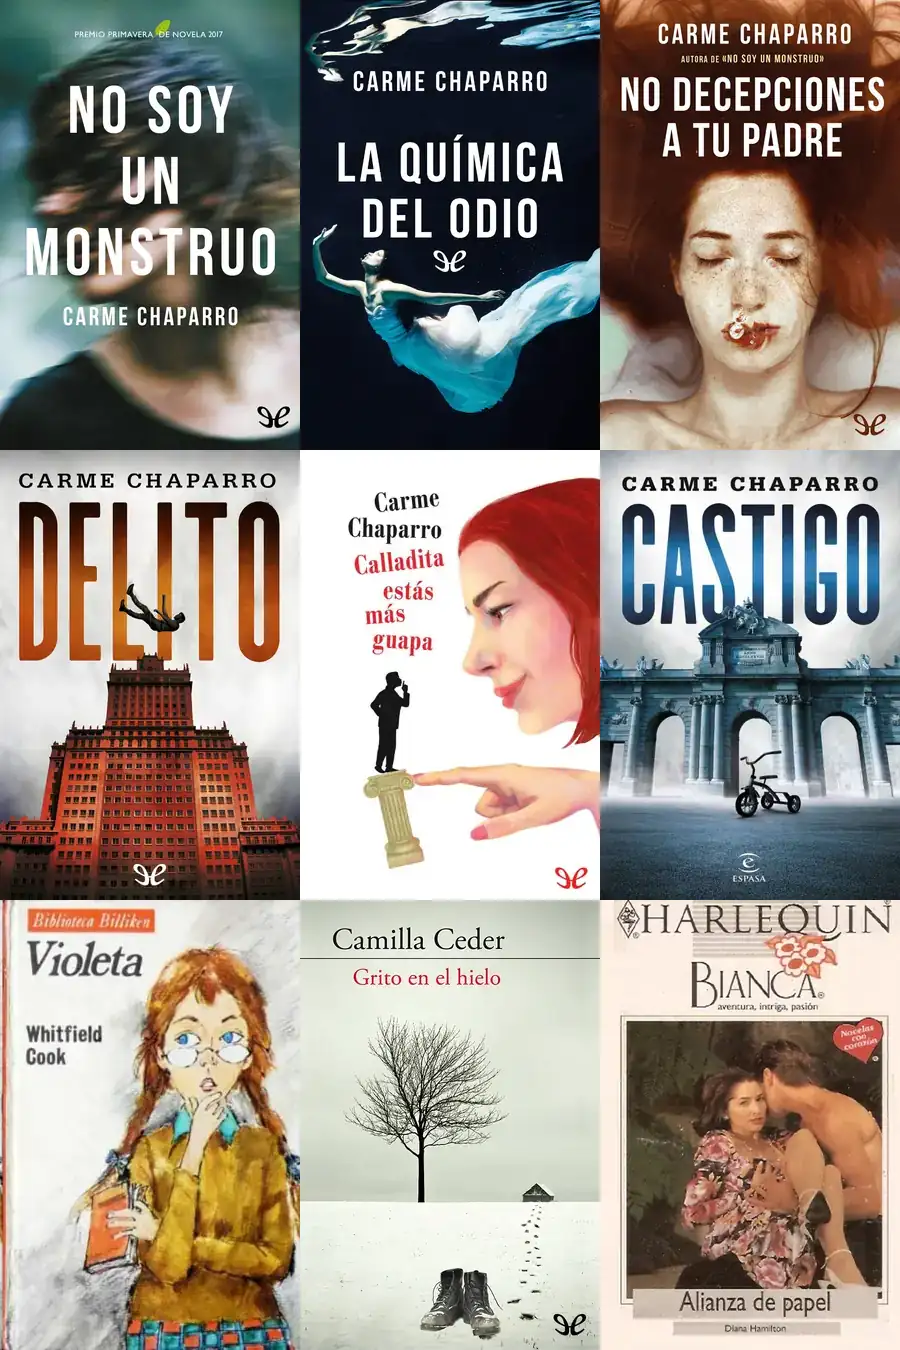 PREMIO PRIMAVERA DE NOVELA 2017
NO SOY
UN
MONSTRUO
CARME CHAPARRO
CARME CHAPARRO
LA QUÍMICA
DEL ODIO
CARME CHAPARRO
AUTORA DE «NO SOY UN MONSTRUO»
NO DECEPCIONES
A TU PADRE
CARME CHAPARRO
DELITO
Carme
Chaparro
Calladita
estás
más
guapa
CARME CHAPARRO
CASTIGO
e
ESPASA
Biblioteca Billiken
Violeta
Whitfield
Cook
Camilla Ceder
Grito en el hielo
HARLEQUIN
BIANCA®
aventura, intriga, pasión
Novelas
con
corazón
Alianza de papel
Diana Hamilton